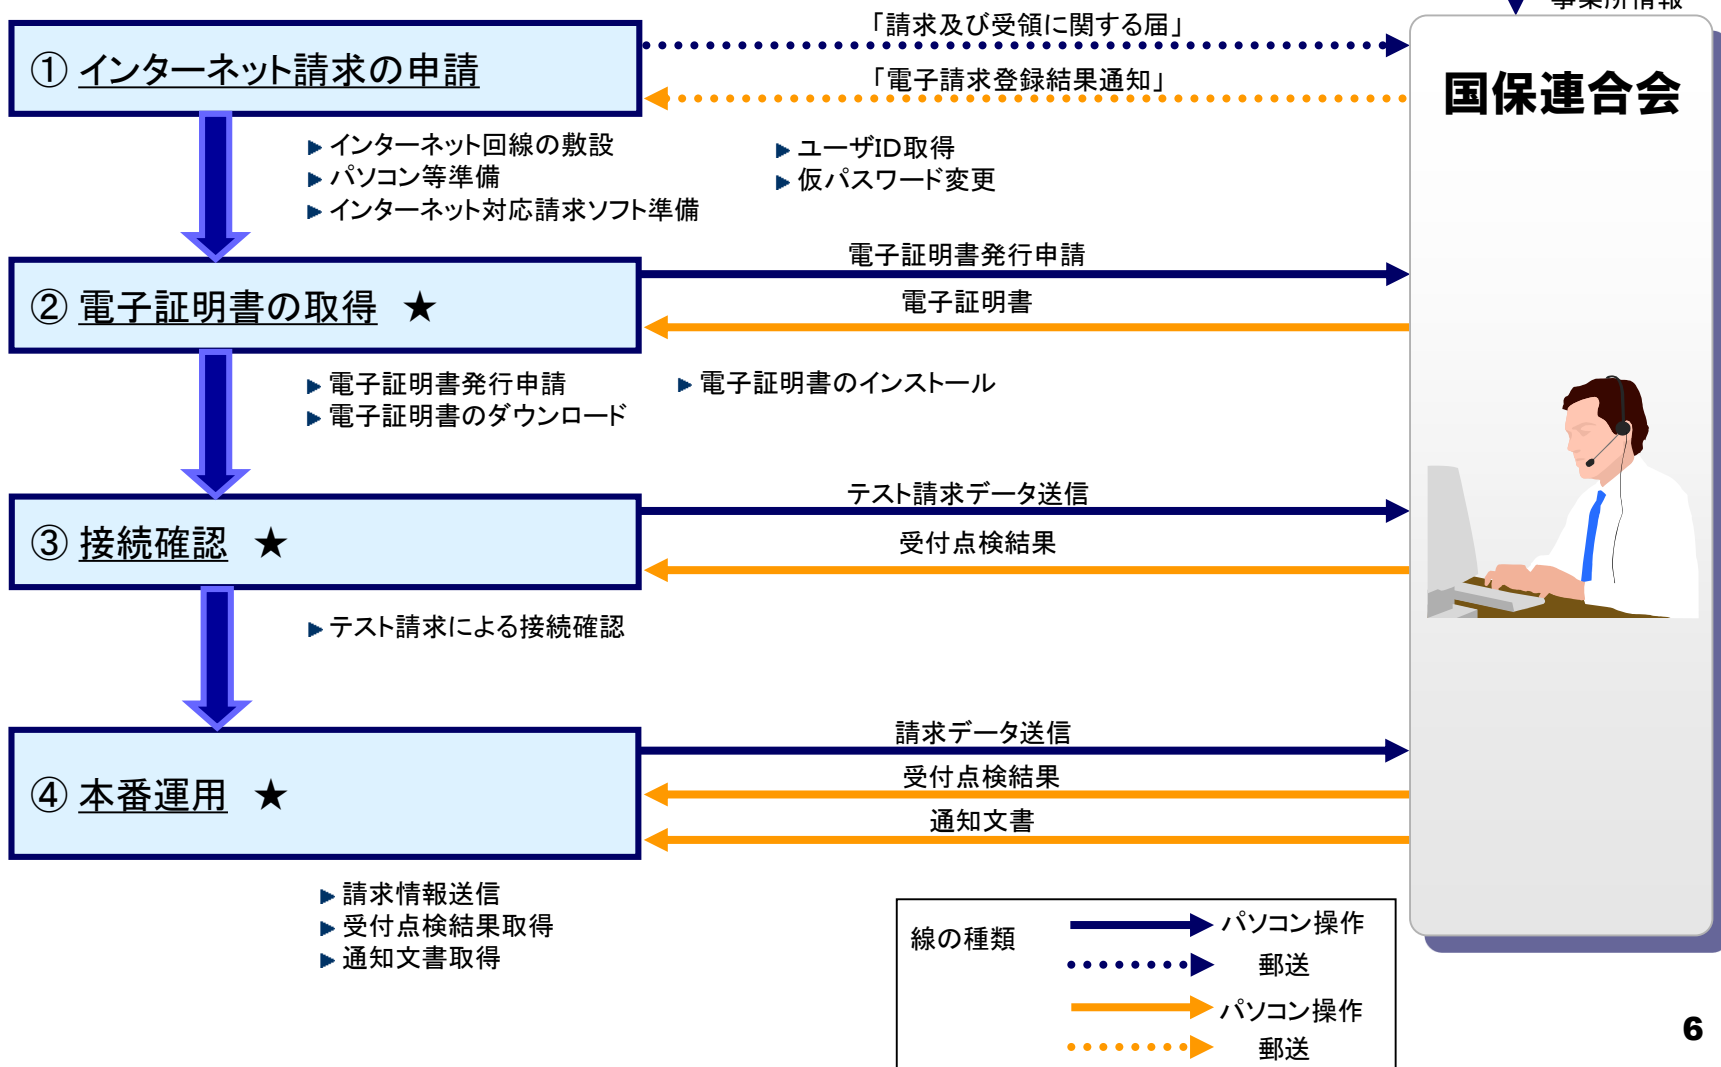 事業所情報
「請求及び受領に関する届」
① インターネット請求の申請
「電子請求登録結果通知」
国保連合会
▶ インターネット回線の敷設
▶ パソコン等準備
▶ インターネット対応請求ソフト準備
▶ ユーザID取得
▶ 仮パスワード変更
電子証明書発行申請
② 電子証明書の取得 ★
電子証明書
▶ 電子証明書発行申請
▶ 電子証明書のダウンロード
▶ 電子証明書のインストール
テスト請求データ送信
③ 接続確認 ★
受付点検結果
▶ テスト請求による接続確認
請求データ送信
④ 本番運用 ★
受付点検結果
通知文書
▶ 請求情報送信
▶ 受付点検結果取得
▶ 通知文書取得
線の種類
パソコン操作
郵送
パソコン操作
郵送
6